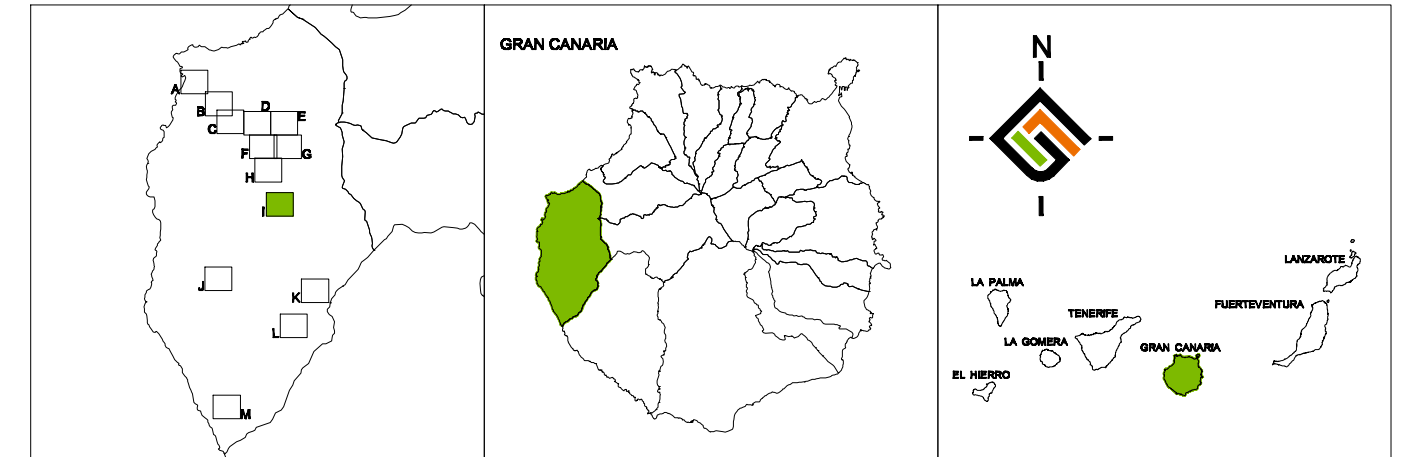 A
B
C
D
E
F
G
H
I
J
K
L
M
GRAN CANARIA
N
LANZAROTE
LA PALMA
FUERTEVENTURA
TENERIFE
LA GOMERA
GRAN CANARIA
EL HIERRO